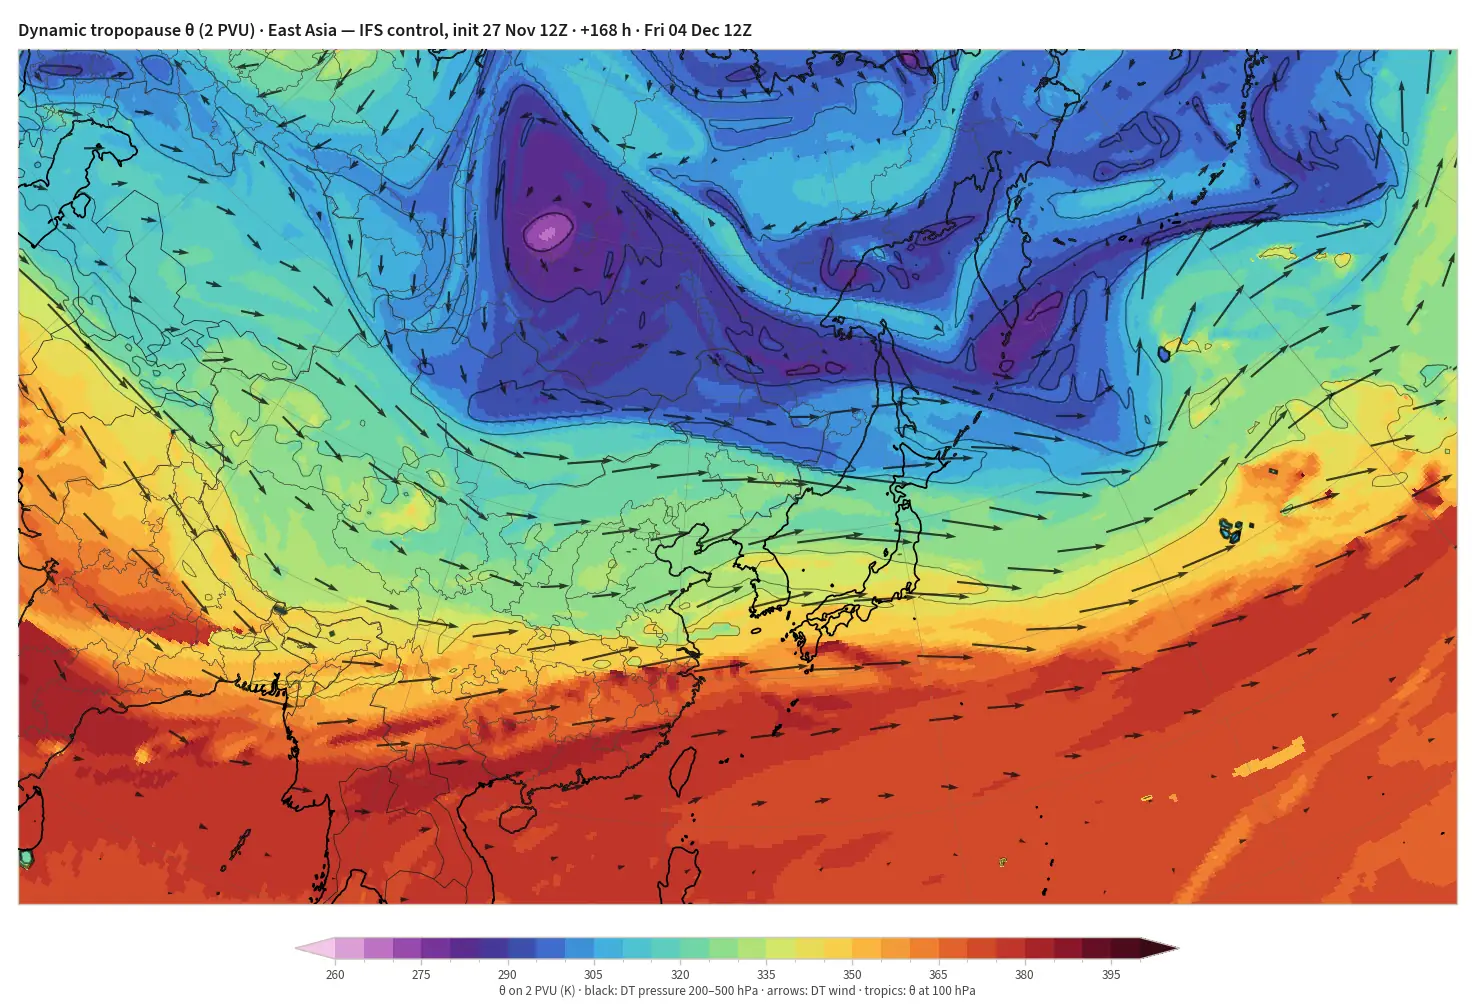 Dynamic tropopause θ (2 PVU) · East Asia — IFS control, init 27 Nov 12Z · +168 h · Fri 04 Dec 12Z
260 275 290 305 320 335 350 365 380 395
θ on 2 PVU (K) · black: DT pressure 200–500 hPa · arrows: DT wind · tropics: θ at 100 hPa